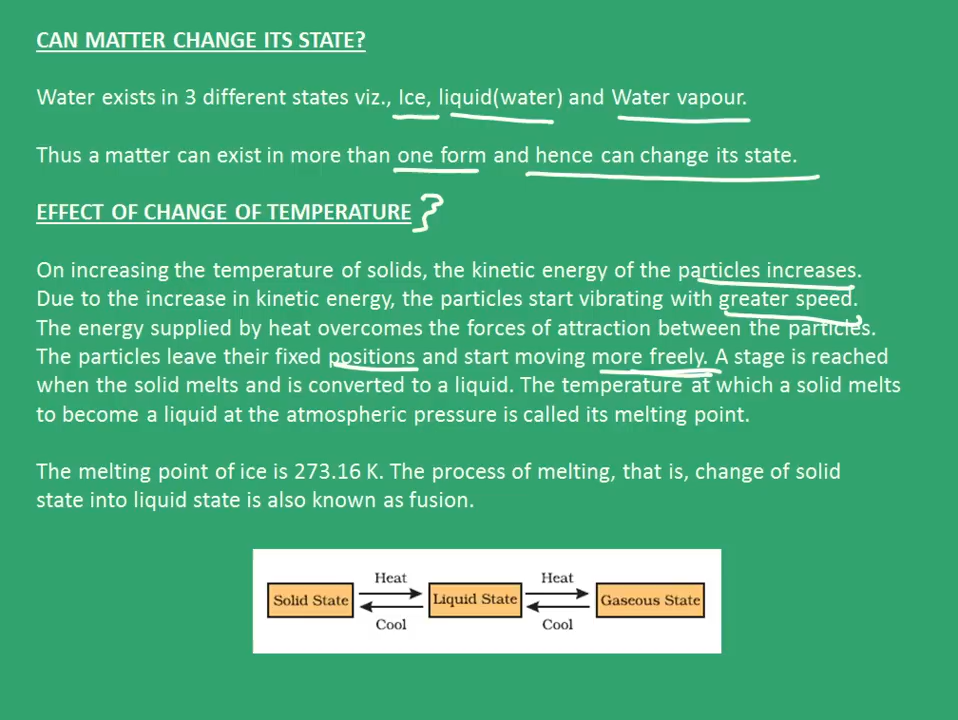 CAN MATTER CHANGE ITS STATE?
Water exists in 3 different states viz., Ice, liquid(water) and Water vapour.
Thus a matter can exist in more than one form and hence can change its state.
EFFECT OF CHANGE OF TEMPERATURE
On increasing the temperature of solids, the kinetic energy of the particles increases.
Due to the increase in kinetic energy, the particles start vibrating with greater speed.
The energy supplied by heat overcomes the forces of attraction between the particles.
The particles leave their fixed positions and start moving more freely. A stage is reached
when the solid melts and is converted to a liquid. The temperature at which a solid melts
to become a liquid at the atmospheric pressure is called its melting point.
The melting point of ice is 273.16 K. The process of melting, that is, change of solid
state into liquid state is also known as fusion.
Heat Heat
Solid State Liquid State Gaseous State
Cool Cool